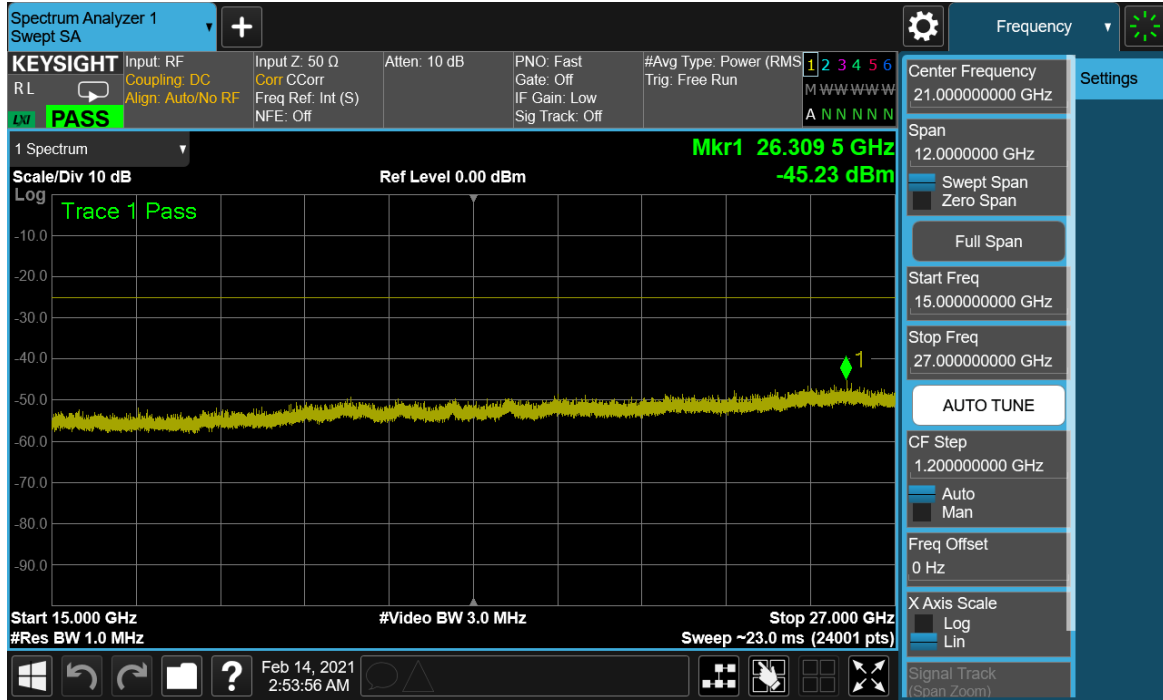 Spectrum Analyzer 1
Swept SA
Frequency
KEYSIGHT
R L
LXI
PASS
Input: RF
Coupling: DC
Align: Auto/No RF
Input Z: 50 Ω
Corr CCorr
Freq Ref: Int (S)
NFE: Off
Atten: 10 dB
PNO: Fast
Gate: Off
IF Gain: Low
Sig Track: Off
#Avg Type: Power (RMS
Trig: Free Run
1 2 3 4 5 6
M W W W W W
A N N N N N
1 Spectrum
Mkr1 26.309 5 GHz
-45.23 dBm
Scale/Div 10 dB
Ref Level 0.00 dBm
Log
Trace 1 Pass
-10.0
-20.0
-30.0
-40.0
1
-50.0
-60.0
-70.0
-80.0
-90.0
Start 15.000 GHz
#Video BW 3.0 MHz
Stop 27.000 GHz
#Res BW 1.0 MHz
Sweep ~23.0 ms (24001 pts)
Center Frequency
21.000000000 GHz
Settings
Span
12.0000000 GHz
Swept Span
Zero Span
Full Span
Start Freq
15.000000000 GHz
Stop Freq
27.000000000 GHz
AUTO TUNE
CF Step
1.200000000 GHz
Auto
Man
Freq Offset
0 Hz
X Axis Scale
Log
Lin
Signal Track
(Span Zoom)
?
Feb 14, 2021
2:53:56 AM